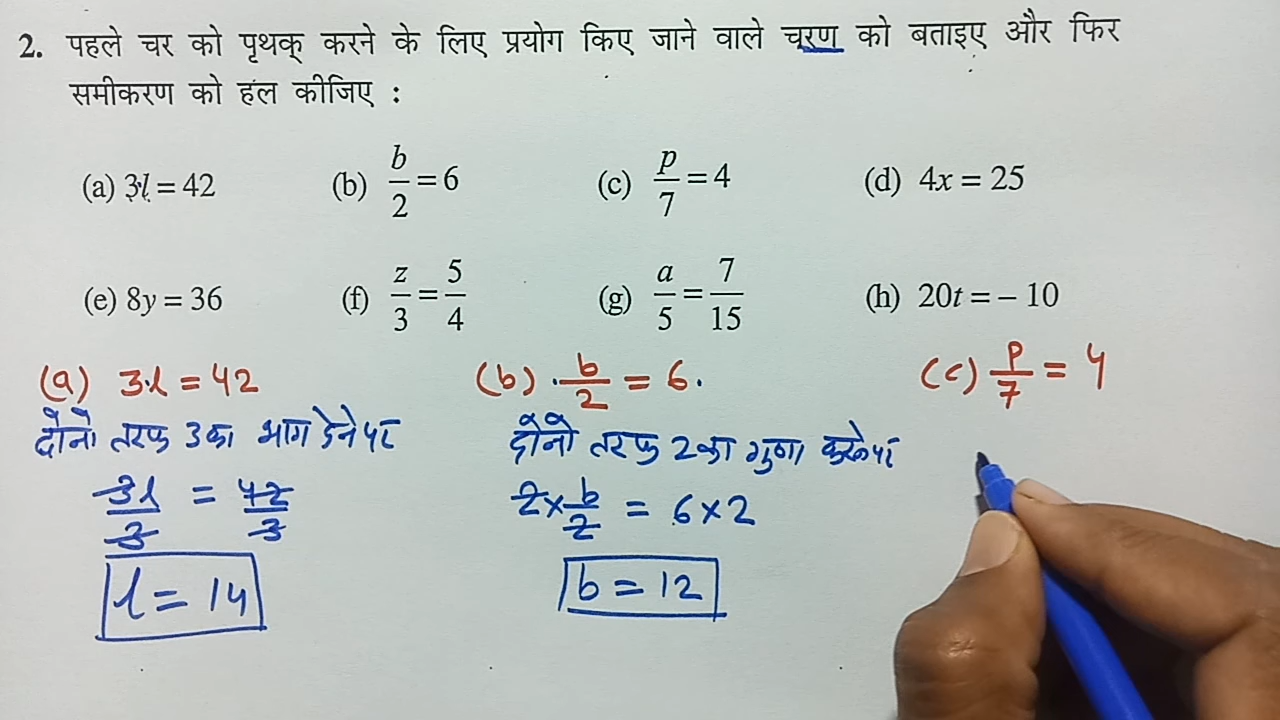 2. पहले चर को पृथक् करने के लिए प्रयोग किए जाने वाले चरण को बताइए और फिर
समीकरण को हल कीजिए :
(a) 3l = 42 (b) b/2 = 6 (c) p/7 = 4 (d) 4x = 25
(e) 8y = 36 (f) z/3 = 5/4 (g) a/5 = 7/15 (h) 20t = – 10
(a) 3l = 42 (b) b/2 = 6 (c) p/7 = 4
दोनों तरफ 3 का भाग देने पर दोनों तरफ 2 का गुणा करने पर
3l/3 = 42/3 2 × b/2 = 6 × 2
l = 14 b = 12